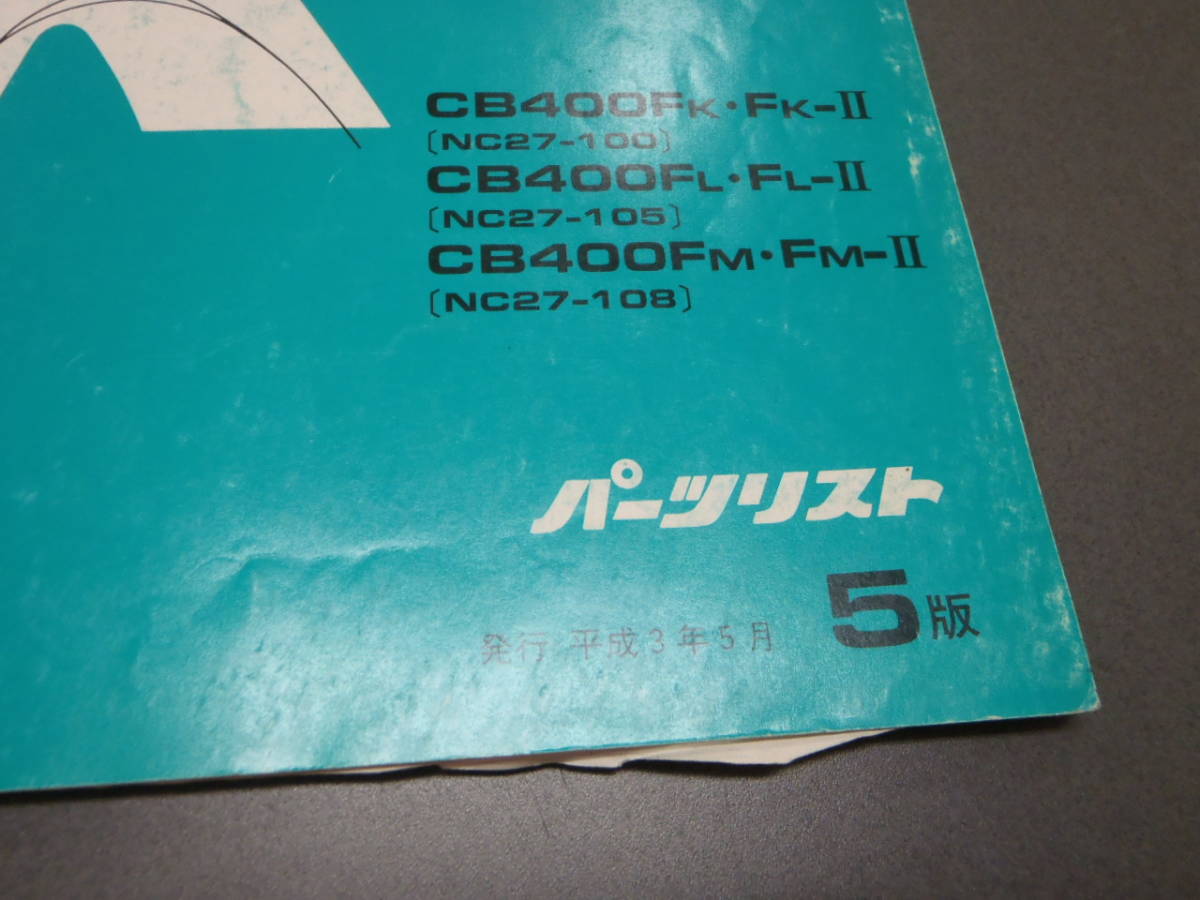 CB400FK・FK-II
〔NC27-100〕
CB400FL・FL-II
〔NC27-105〕
CB400FM・FM-II
〔NC27-108〕
パーツリスト
発行 平成3年5月 5版